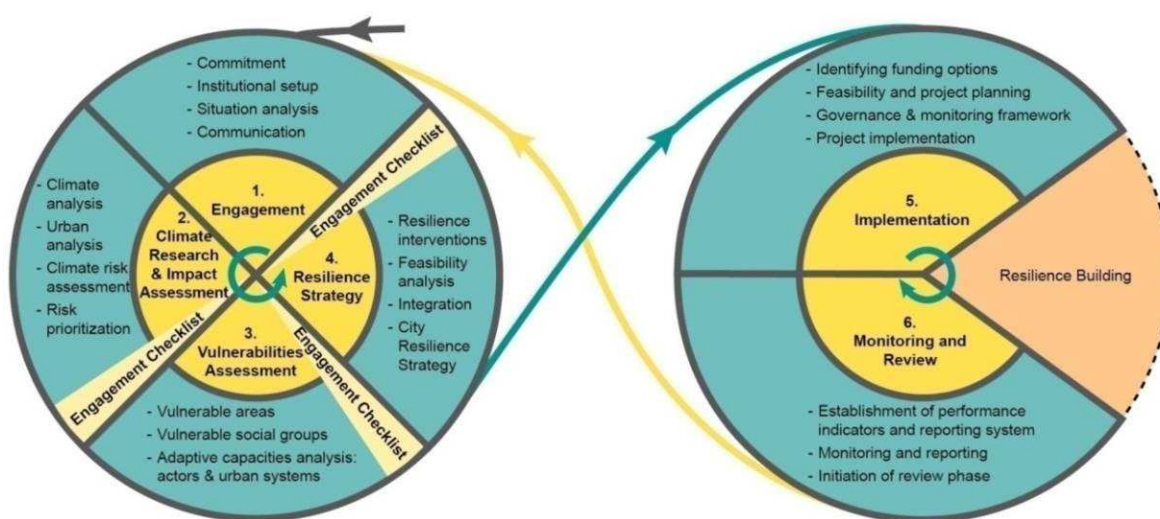 - Commitment
- Institutional setup
- Situation analysis
- Communication
Engagement Checklist
1.
Engagement
- Climate
analysis
- Urban
analysis
- Climate risk
assessment
- Risk
prioritization
2.
Climate
Research
& Impact
Assessment
Engagement Checklist
3.
Vulnerabilities
Assessment
- Vulnerable areas
- Vulnerable social groups
- Adaptive capacities analysis:
actors & urban systems
Engagement Checklist
4.
Resilience
Strategy
- Resilience
interventions
- Feasibility
analysis
- Integration
- City
Resilience
Strategy
- Identifying funding options
- Feasibility and project planning
- Governance & monitoring framework
- Project implementation
5.
Implementation
Resilience Building
6.
Monitoring and
Review
- Establishment of performance
indicators and reporting system
- Monitoring and reporting
- Initiation of review phase